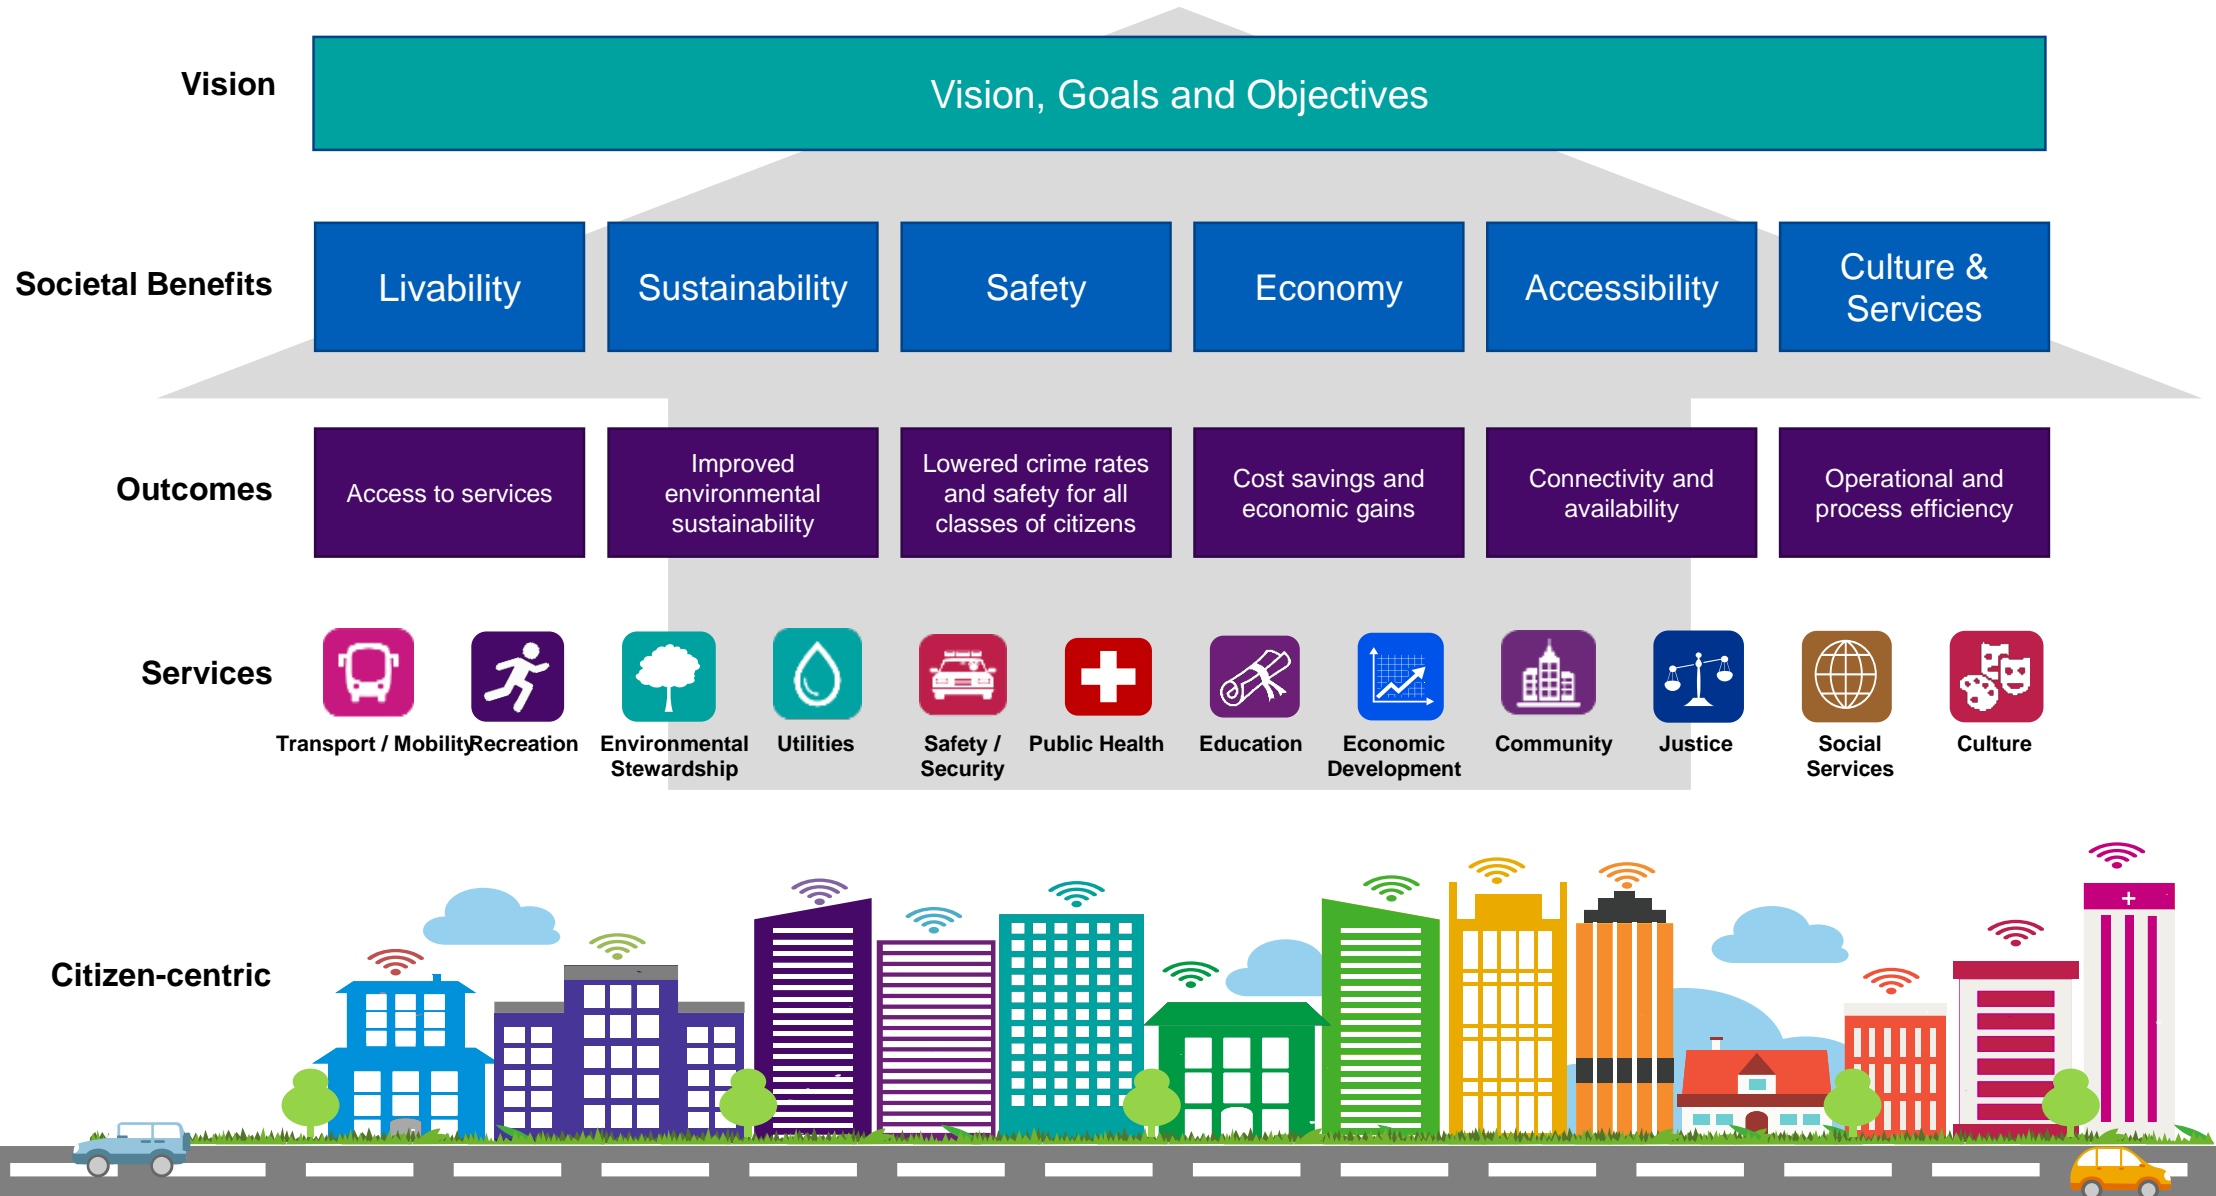 Vision
Vision, Goals and Objectives
Societal Benefits
Livability
Sustainability
Safety
Economy
Accessibility
Culture &
Services
Outcomes
Access to services
Improved
environmental
sustainability
Lowered crime rates
and safety for all
classes of citizens
Cost savings and
economic gains
Connectivity and
availability
Operational and
process efficiency
Services
Transport / Mobility
Recreation
Environmental
Stewardship
Utilities
Safety /
Security
Public Health
Education
Economic
Development
Community
Justice
Social
Services
Culture
Citizen-centric